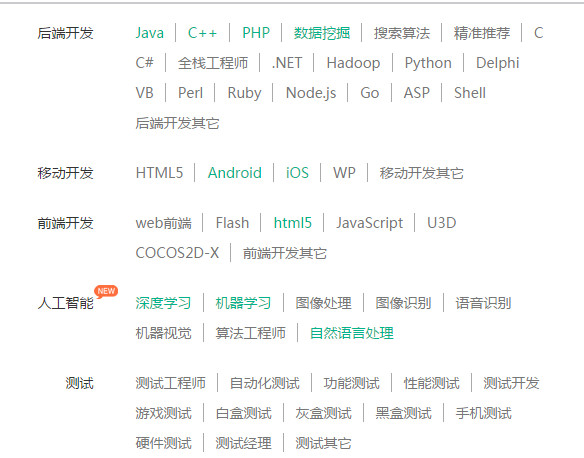 后端开发 Java | C++ | PHP | 数据挖掘 | 搜索算法 | 精准推荐 | C
C# | 全栈工程师 | .NET | Hadoop | Python | Delphi
VB | Perl | Ruby | Node.js | Go | ASP | Shell
后端开发其它
移动开发 HTML5 | Android | iOS | WP | 移动开发其它
前端开发 web前端 | Flash | html5 | JavaScript | U3D
COCOS2D-X | 前端开发其它
NEW
人工智能 深度学习 | 机器学习 | 图像处理 | 图像识别 | 语音识别
机器视觉 | 算法工程师 | 自然语言处理
测试 测试工程师 | 自动化测试 | 功能测试 | 性能测试 | 测试开发
游戏测试 | 白盒测试 | 灰盒测试 | 黑盒测试 | 手机测试
硬件测试 | 测试经理 | 测试其它